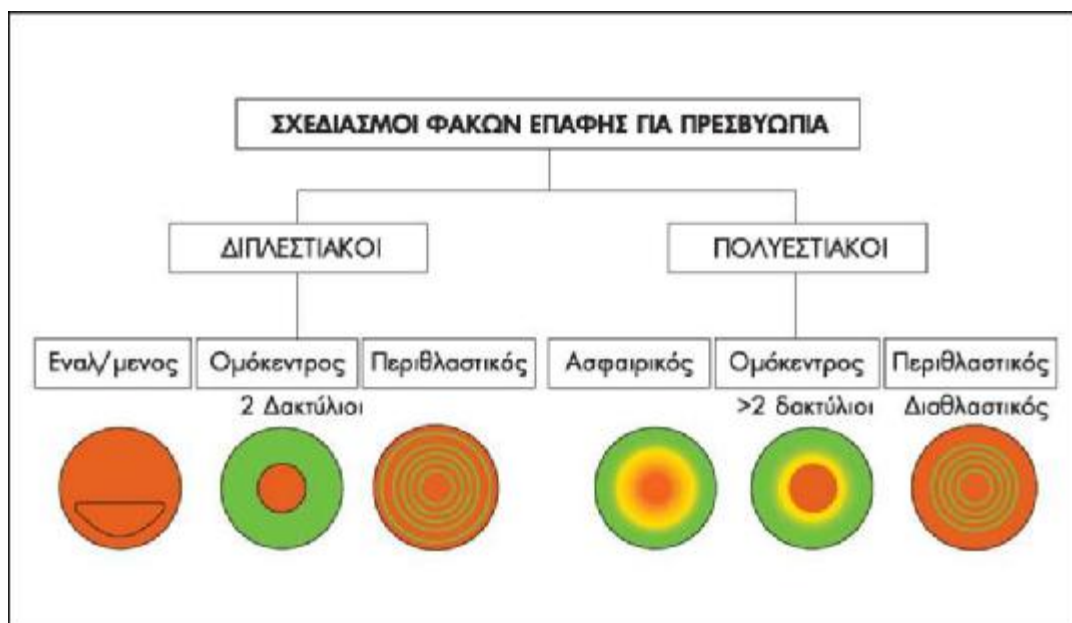 ΣΧΕΔΙΑΣΜΟΙ ΦΑΚΩΝ ΕΠΑΦΗΣ ΓΙΑ ΠΡΕΣΒΥΩΠΙΑ
ΔΙΠΛΕΣΤΙΑΚΟΙ
ΠΟΛΥΕΣΤΙΑΚΟΙ
Εναλ/μενος
Ομόκεντρος
Περιθλαστικός
Ασφαιρικός
Ομόκεντρος
Περιθλαστικός
2 Δακτύλιοι
>2 δακτύλιοι
Διαθλαστικός